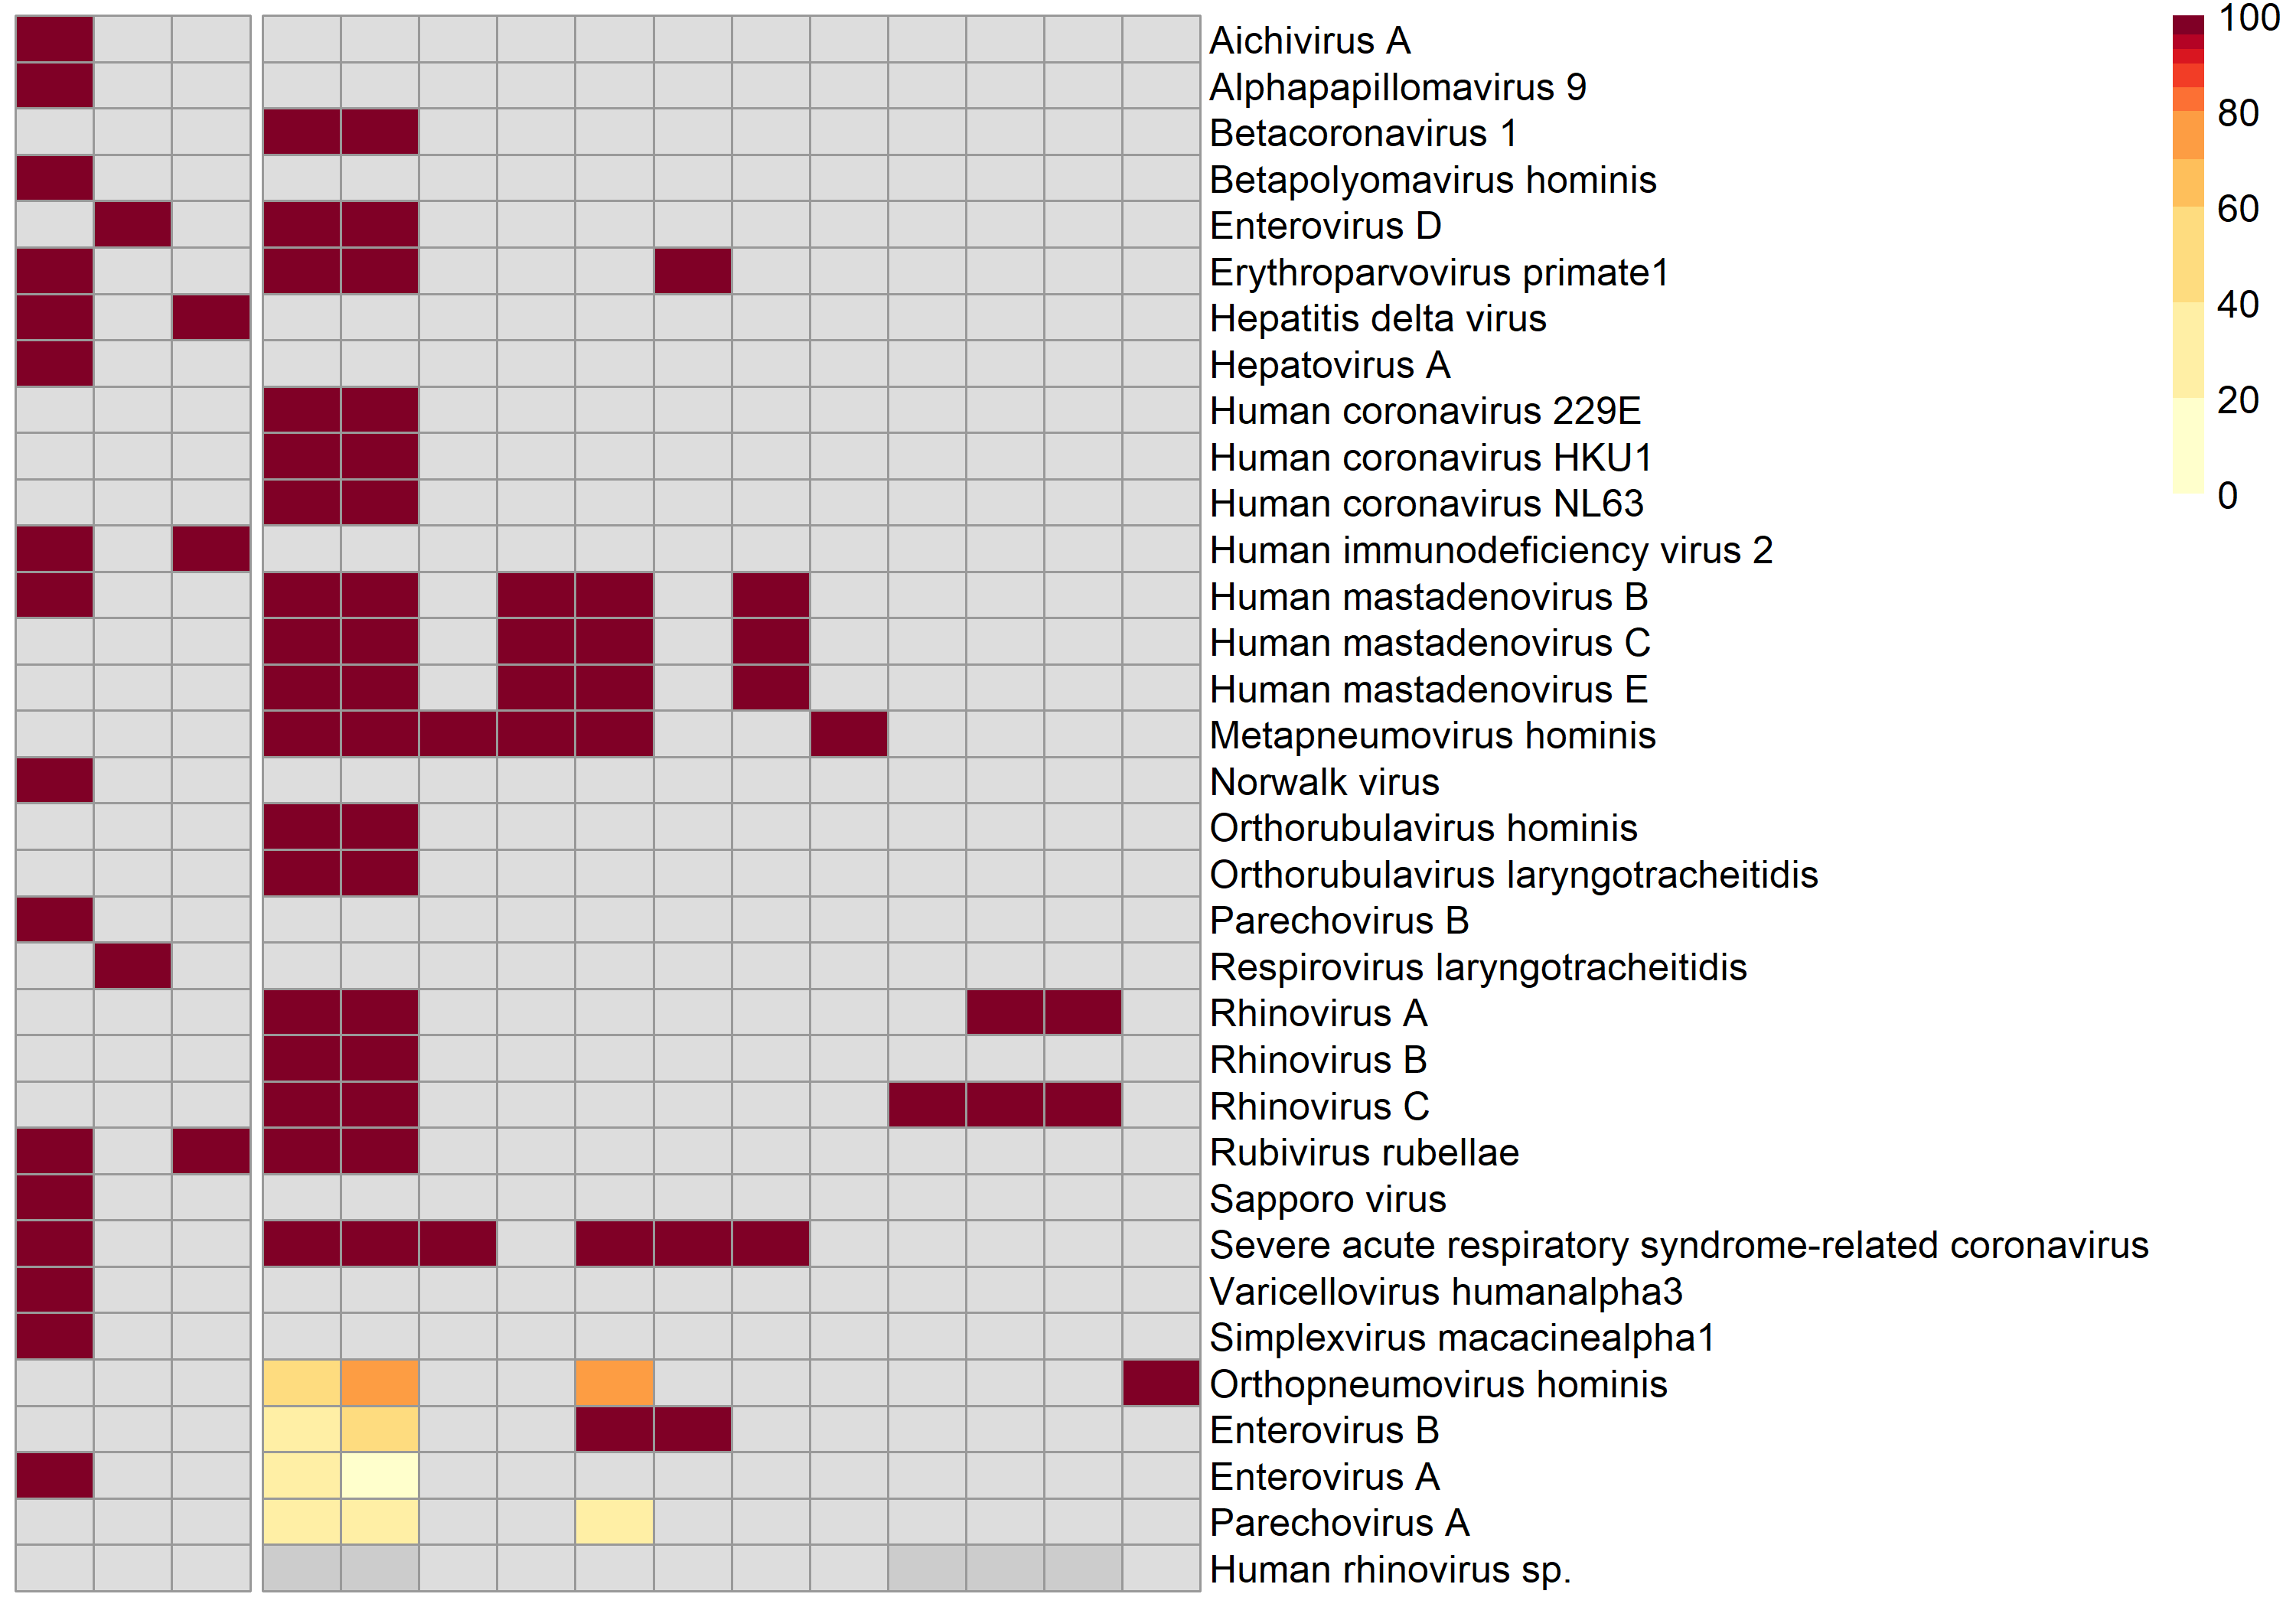 Aichivirus A
Alphapapillomavirus 9
Betacoronavirus 1
Betapolyomavirus hominis
Enterovirus D
Erythroparvovirus primate1
Hepatitis delta virus
Hepatovirus A
Human coronavirus 229E
Human coronavirus HKU1
Human coronavirus NL63
Human immunodeficiency virus 2
Human mastadenovirus B
Human mastadenovirus C
Human mastadenovirus E
Metapneumovirus hominis
Norwalk virus
Orthorubulavirus hominis
Orthorubulavirus laryngotracheitidis
Parechovirus B
Respirovirus laryngotracheitidis
Rhinovirus A
Rhinovirus B
Rhinovirus C
Rubivirus rubellae
Sapporo virus
Severe acute respiratory syndrome-related coronavirus
Varicellovirus humanalpha3
Simplexvirus macacinealpha1
Orthopneumovirus hominis
Enterovirus B
Enterovirus A
Parechovirus A
Human rhinovirus sp.
100
80
60
40
20
0